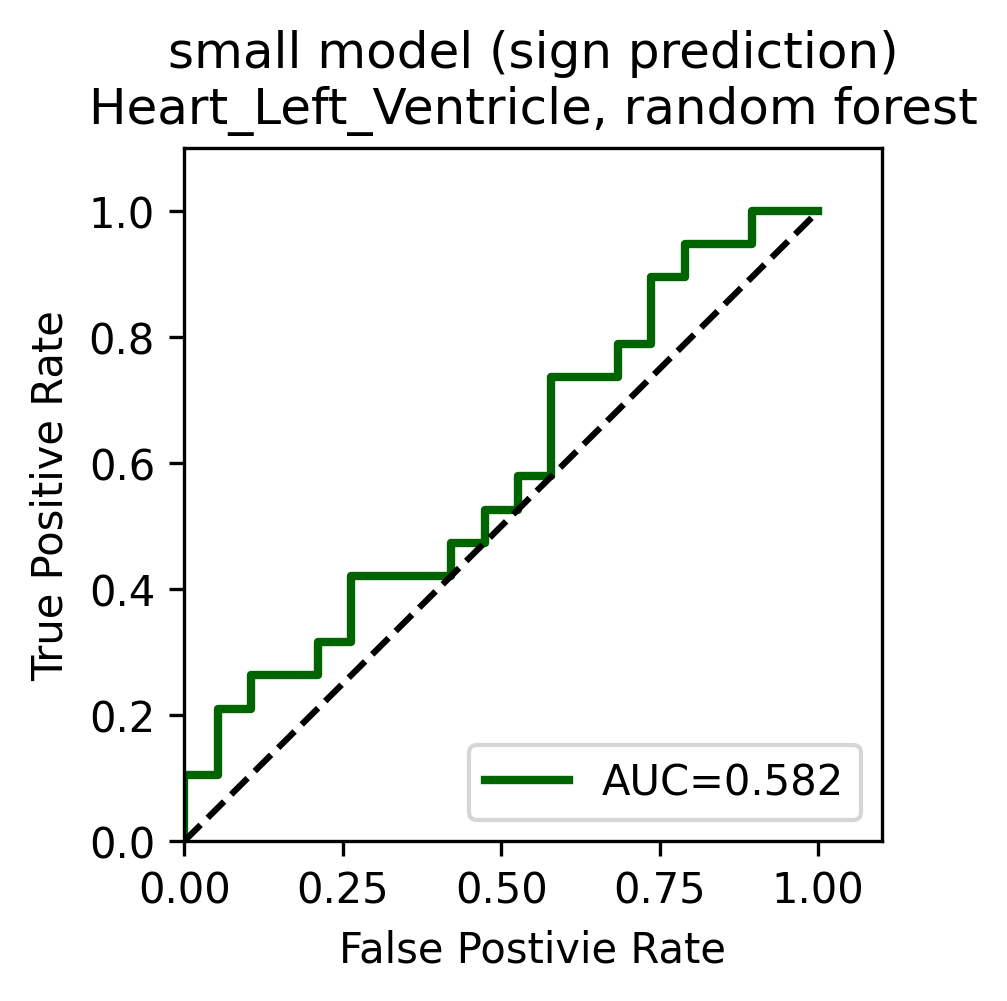 small model (sign prediction)
Heart_Left_Ventricle, random forest
True Positive Rate
1.0
0.8
0.6
0.4
0.2
0.0
AUC=0.582
0.00 0.25 0.50 0.75 1.00
False Postivie Rate